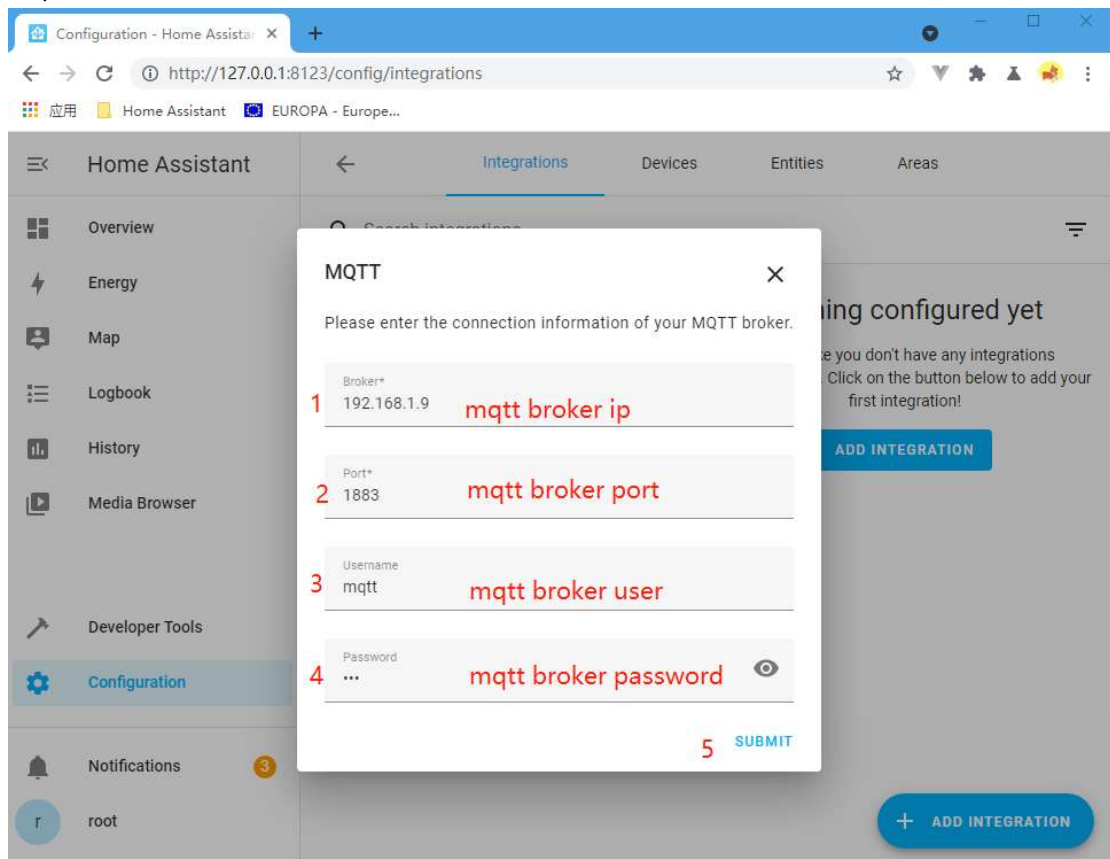 Configuration - Home Assistan
http://127.0.0.1:8123/config/integrations
应用 Home Assistant EUROPA - Europe...
Home Assistant Integrations Devices Entities Areas
Overview
Energy
Map
Logbook
History
Media Browser
Developer Tools
Configuration
Notifications 3
r root
Search integrations
MQTT
Please enter the connection information of your MQTT broker.
1 Broker*
192.168.1.9 mqtt broker ip
2 Port*
1883 mqtt broker port
3 Username
mqtt mqtt broker user
4 Password
••• mqtt broker password
5 SUBMIT
configured yet
you don't have any integrations
Click on the button below to add your
first integration!
ADD INTEGRATION
+ ADD INTEGRATION